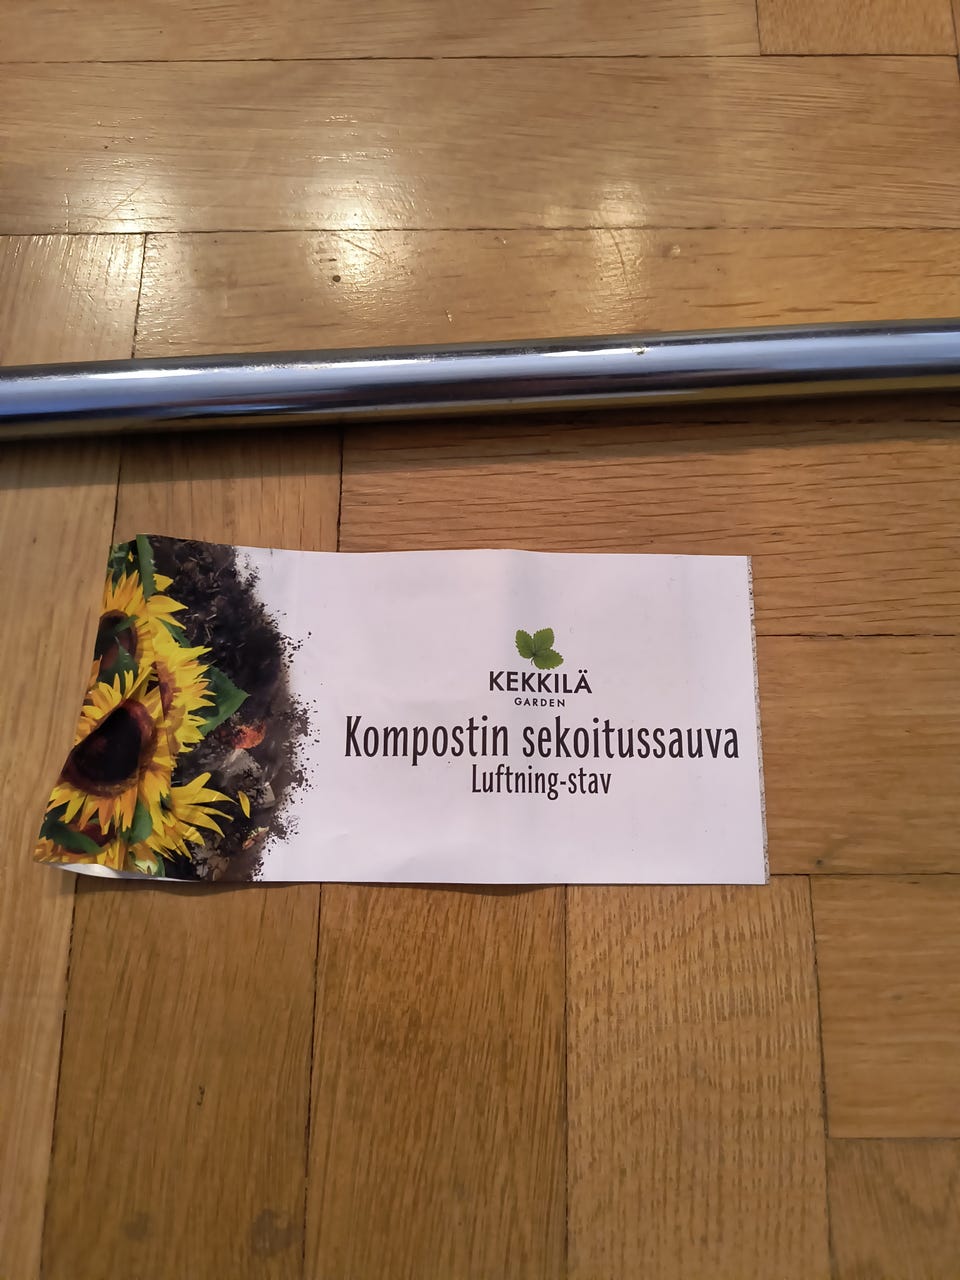 KEKKILÄ
GARDEN
Kompostin sekoitussauva
Luftning-stav